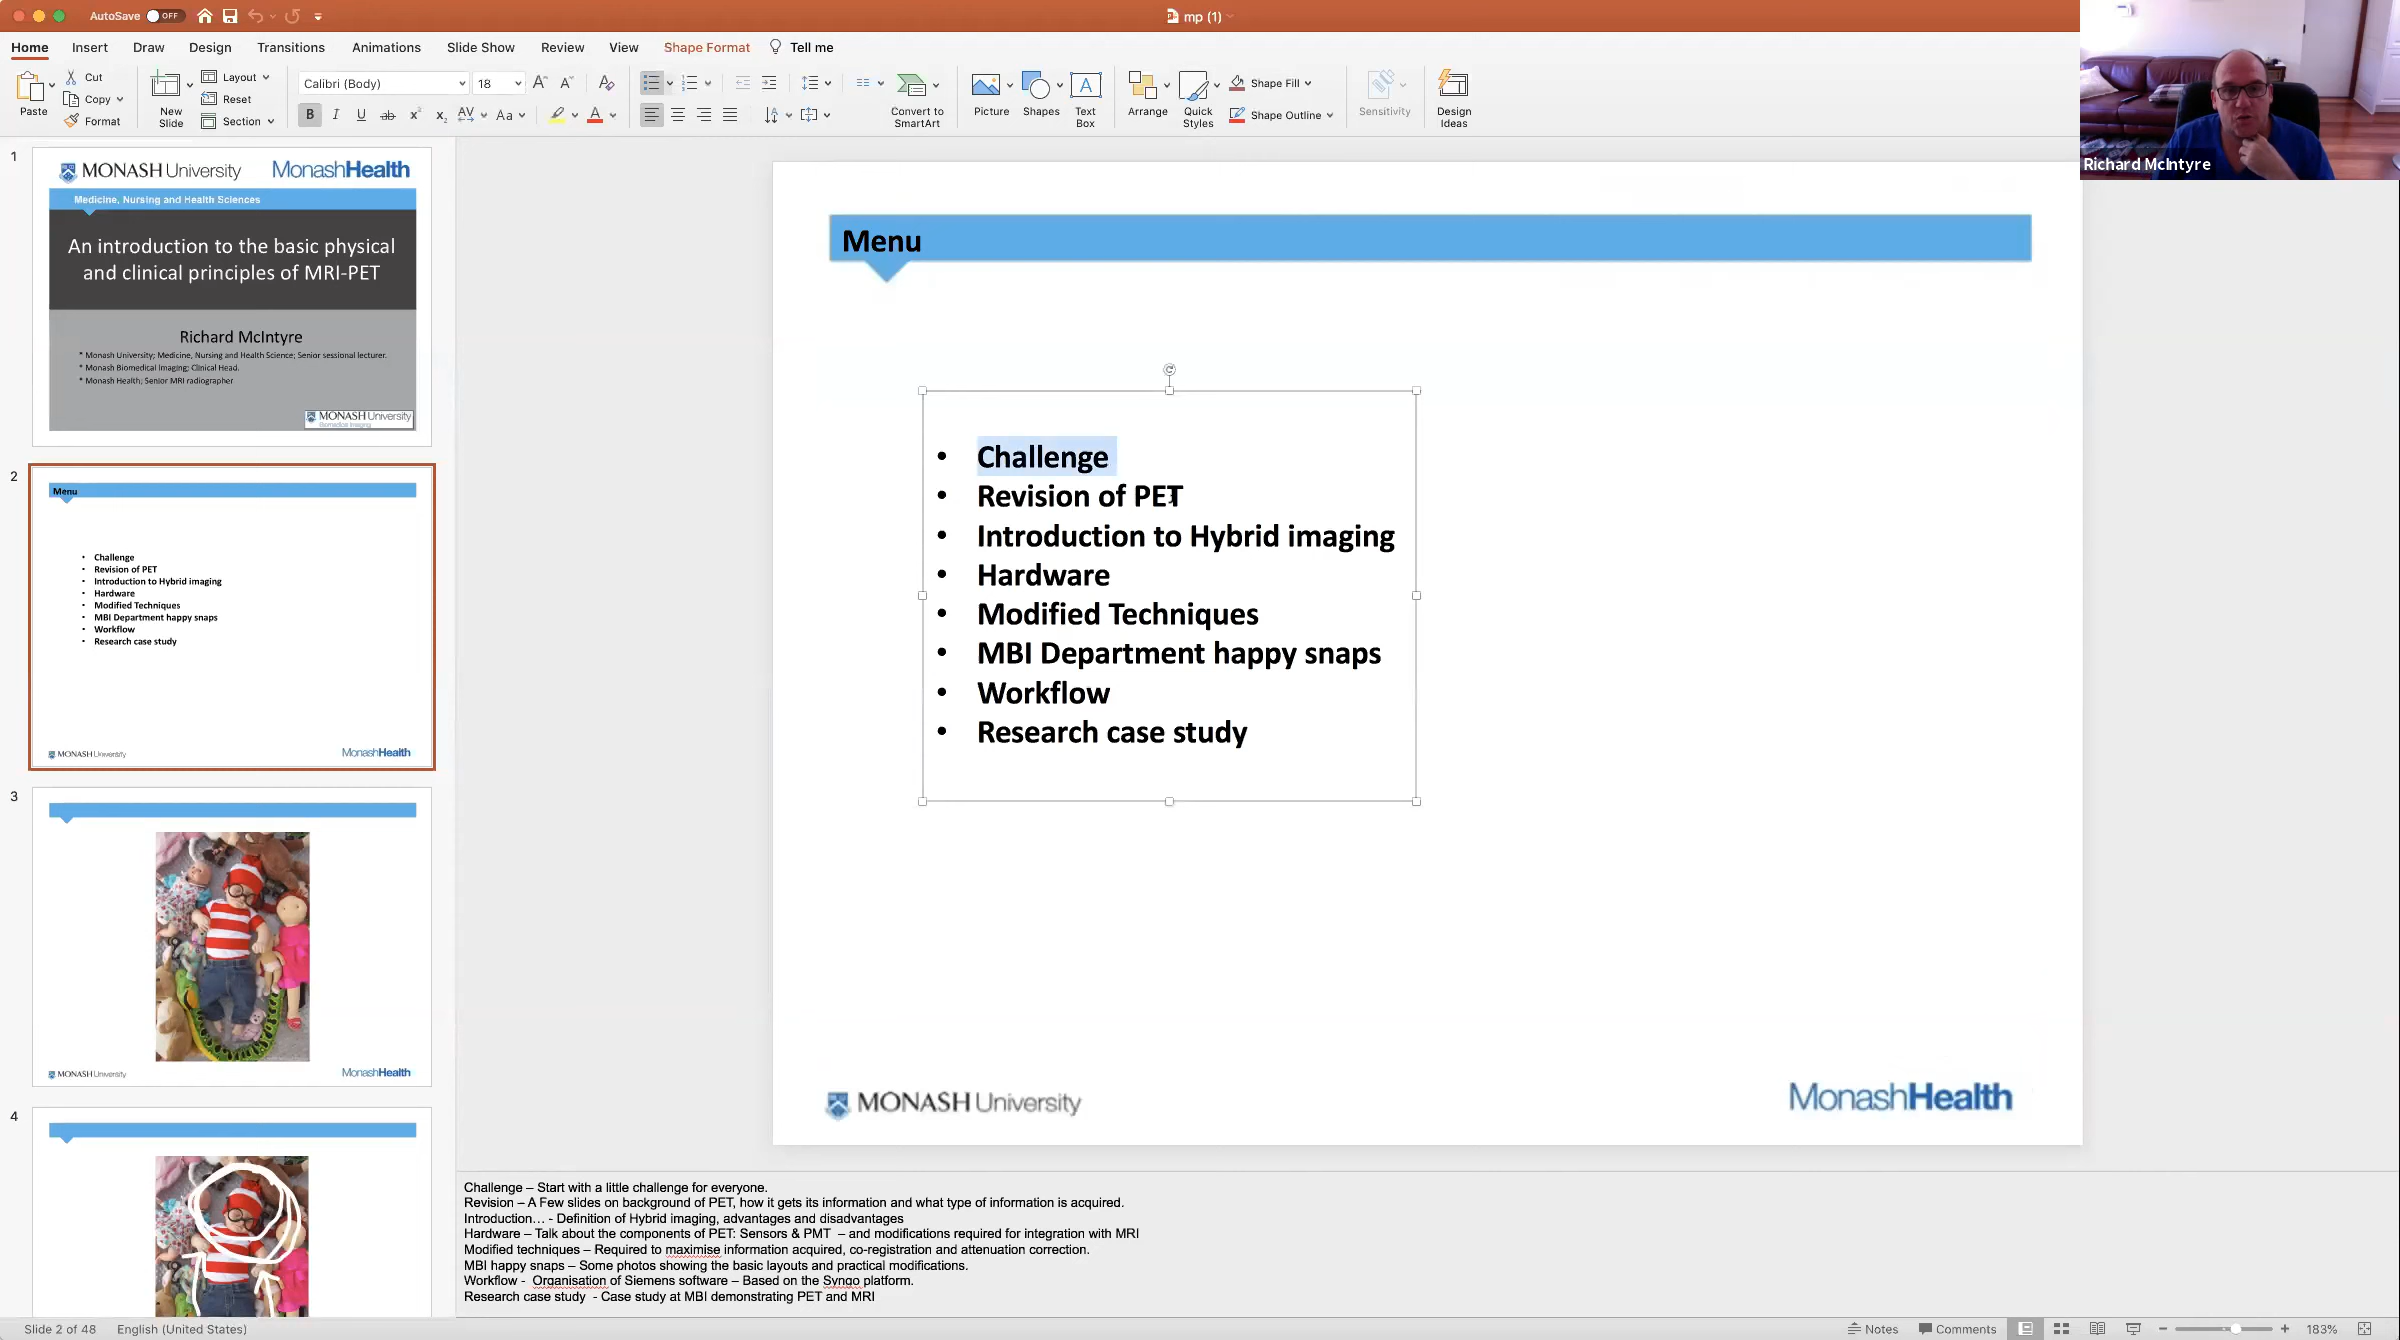 AutoSave OFF
mp (1)
Home Insert Draw Design Transitions Animations Slide Show Review View Shape Format Tell me
Paste
Cut
Copy
Format
New Slide
Layout
Reset
Section
Calibri (Body) 18
B I U ab x² x₂ AV Aa A
Convert to SmartArt
Picture
Shapes
Text Box
Arrange
Quick Styles
Shape Fill
Shape Outline
Sensitivity
Design Ideas
Richard McIntyre
1
MONASH University MonashHealth
Medicine, Nursing and Health Sciences
An introduction to the basic physical
and clinical principles of MRI-PET
Richard McIntyre
* Monash University; Medicine, Nursing and Health Science; Senior sessional lecturer.
* Monash Biomedical Imaging; Clinical Head.
* Monash Health; Senior MRI radiographer
MONASH University
Biomedical Imaging
2
Menu
• Challenge
• Revision of PET
• Introduction to Hybrid imaging
• Hardware
• Modified Techniques
• MBI Department happy snaps
• Workflow
• Research case study
MONASH University MonashHealth
3
MONASH University MonashHealth
4
Menu
• Challenge
• Revision of PET
• Introduction to Hybrid imaging
• Hardware
• Modified Techniques
• MBI Department happy snaps
• Workflow
• Research case study
MONASH University MonashHealth
Challenge – Start with a little challenge for everyone.
Revision – A Few slides on background of PET, how it gets its information and what type of information is acquired.
Introduction… - Definition of Hybrid imaging, advantages and disadvantages
Hardware – Talk about the components of PET: Sensors & PMT – and modifications required for integration with MRI
Modified techniques – Required to maximise information acquired, co-registration and attenuation correction.
MBI happy snaps – Some photos showing the basic layouts and practical modifications.
Workflow - Organisation of Siemens software – Based on the Syngo platform.
Research case study - Case study at MBI demonstrating PET and MRI
Slide 2 of 48 English (United States) Notes Comments 183%